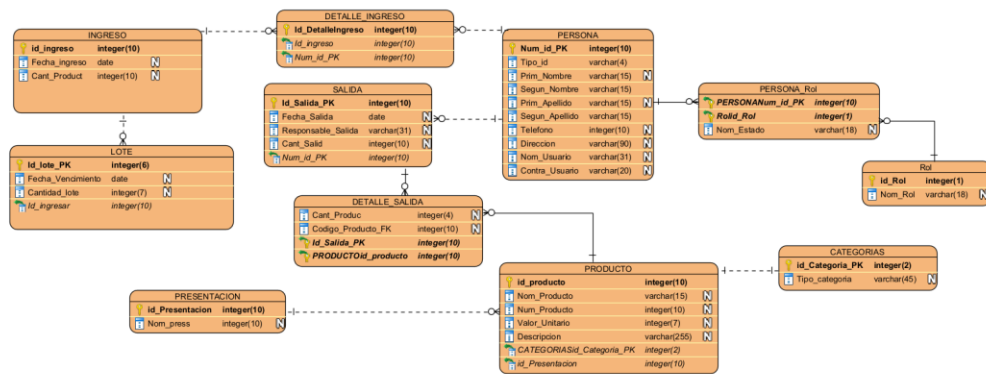 DETALLE_INGRESO
Id_DetalleIngreso integer(10)
Id_ingreso integer(10)
Num_id_PK integer(10)
INGRESO
id_ingreso integer(10)
Fecha_ingreso date N
Cant_Product integer(10) N
PERSONA
Num_id_PK integer(10)
Tipo_id varchar(4)
Prim_Nombre varchar(15) N
Segun_Nombre varchar(15)
Prim_Apellido varchar(15) N
Segun_Apellido varchar(15)
Telefono integer(10) N
Direccion varchar(90) N
Nom_Usuario varchar(31) N
Contra_Usuario varchar(20) N
SALIDA
Id_Salida_PK integer(10)
Fecha_Salida date N
Responsable_Salida varchar(31) N
Cant_Salid integer(10) N
Num_id_PK integer(10)
PERSONA_Rol
PERSONANum_id_PK integer(10)
Rolid_Rol integer(1)
Nom_Estado varchar(18) N
LOTE
Id_lote_PK integer(6)
Fecha_Vencimiento date N
Cantidad_lote integer(7) N
Id_ingresar integer(10)
Rol
id_Rol integer(1)
Nom_Rol varchar(18) N
DETALLE_SALIDA
Cant_Produc integer(4) N
Codigo_Producto_FK integer(10) N
Id_Salida_PK integer(10)
PRODUCTOid_producto integer(10)
CATEGORIAS
id_Categoria_PK integer(2)
Tipo_categoria varchar(45) N
PRODUCTO
id_producto integer(10)
Nom_Producto varchar(15) N
Num_Producto integer(10) N
Valor_Unitario integer(7) N
Descripcion varchar(255) N
CATEGORIASid_Categoria_PK integer(2)
id_Presentacion integer(10)
PRESENTACION
id_Presentacion integer(10)
Nom_press integer(10) N